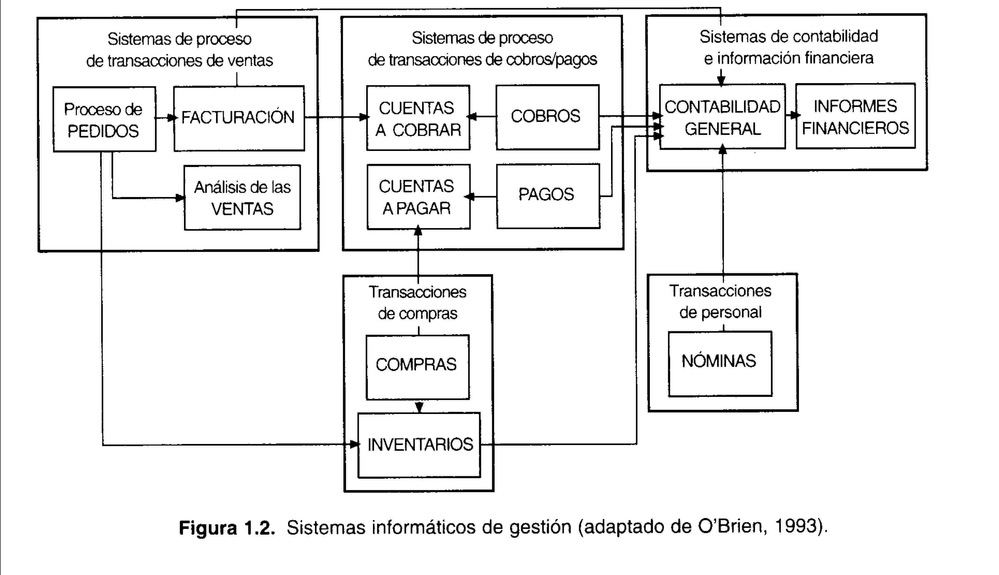 Sistemas de proceso
de transacciones de ventas
Proceso de
PEDIDOS
FACTURACIÓN
Análisis de las
VENTAS
Sistemas de proceso
de transacciones de cobros/pagos
CUENTAS
A COBRAR
COBROS
CUENTAS
A PAGAR
PAGOS
Sistemas de contabilidad
e información financiera
CONTABILIDAD
GENERAL
INFORMES
FINANCIEROS
Transacciones
de compras
COMPRAS
INVENTARIOS
Transacciones
de personal
NÓMINAS
Figura 1.2. Sistemas informáticos de gestión (adaptado de O'Brien, 1993).